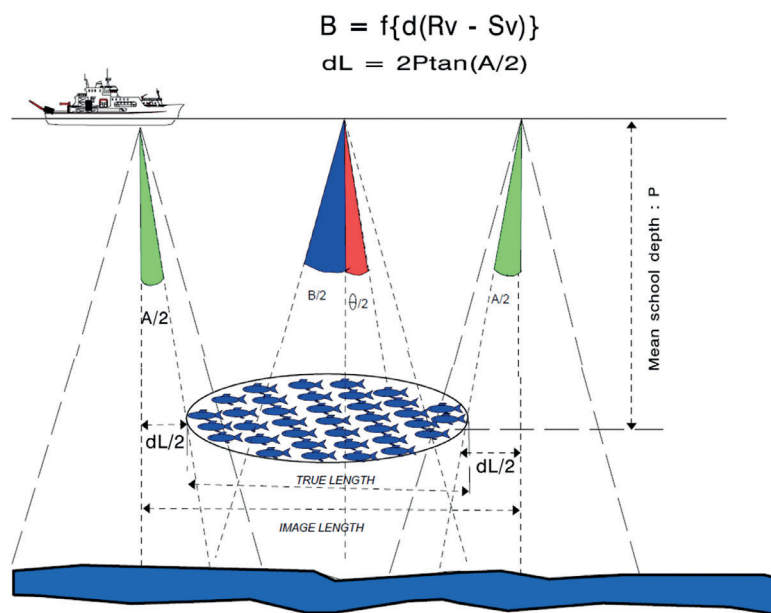 B = f{d(Rv - Sv)}
dL = 2Ptan(A/2)
Mean school depth : P
A/2
B/2
θ/2
A/2
dL/2
dL/2
TRUE LENGTH
IMAGE LENGTH